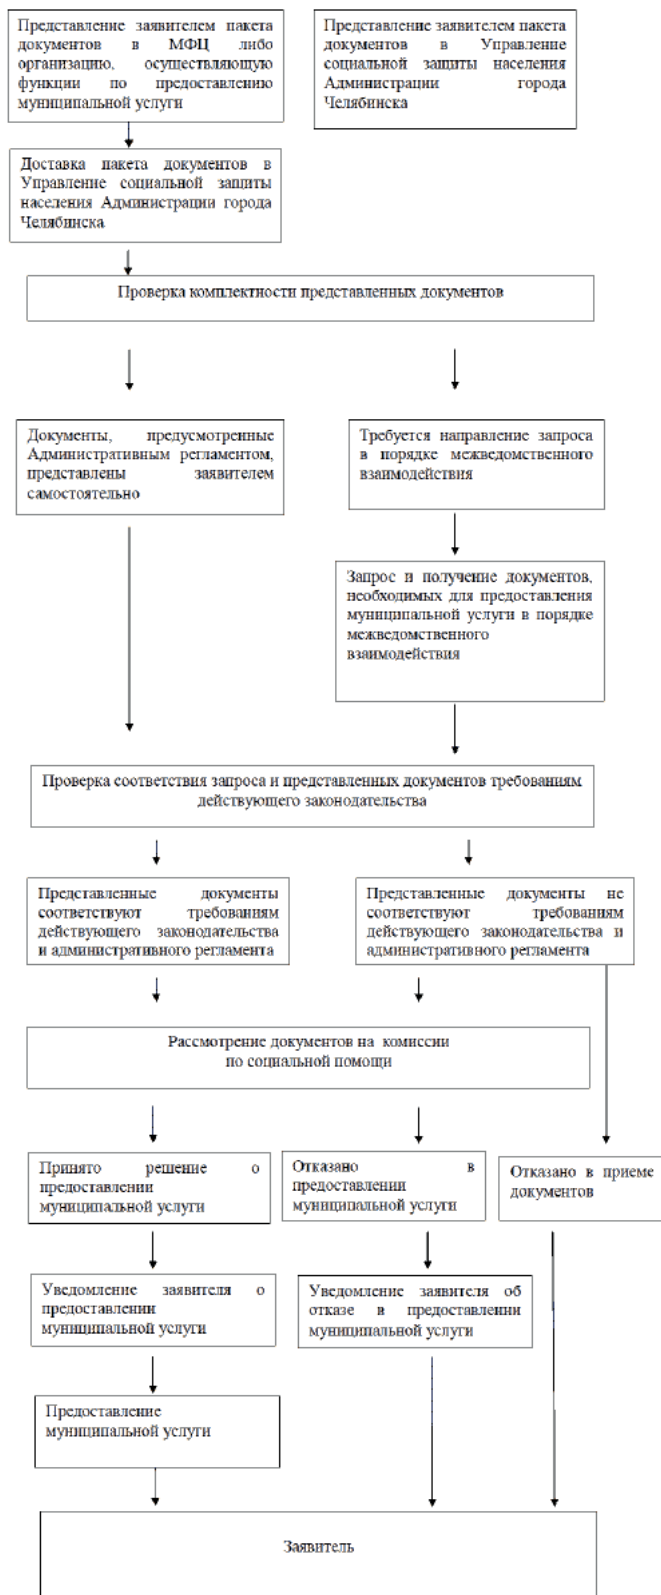 Представление заявителем пакета
документов в МФЦ либо
организацию, осуществляющую
функции по предоставлению
муниципальной услуги
Представление заявителем пакета
документов в Управление
социальной защиты населения
Администрации города
Челябинска
Доставка пакета документов в
Управление социальной защиты
населения Администрации города
Челябинска
Проверка комплектности представленных документов
Документы, предусмотренные
Административным регламентом,
представлены заявителем
самостоятельно
Требуется направление запроса
в порядке межведомственного
взаимодействия
Запрос и получение документов,
необходимых для предоставления
муниципальной услуги в порядке
межведомственного
взаимодействия
Проверка соответствия запроса и представленных документов требованиям
действующего законодательства
Представленные документы
соответствуют требованиям
действующего законодательства
и административного регламента
Представленные документы не
соответствуют требованиям
действующего законодательства и
административного регламента
Рассмотрение документов на комиссии
по социальной помощи
Принято решение о
предоставлении
муниципальной услуги
Отказано в
предоставлении
муниципальной услуги
Отказано в приеме
документов
Уведомление заявителя о
предоставлении
муниципальной услуги
Уведомление заявителя об
отказе в предоставлении
муниципальной услуги
Предоставление
муниципальной услуги
Заявитель